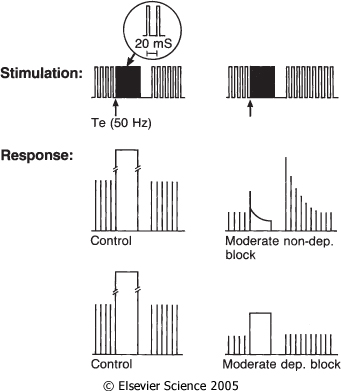 20 mS
Stimulation:
Te (50 Hz)
Response:
Control
Moderate non-dep.
block
Control
Moderate dep. block
© Elsevier Science 2005